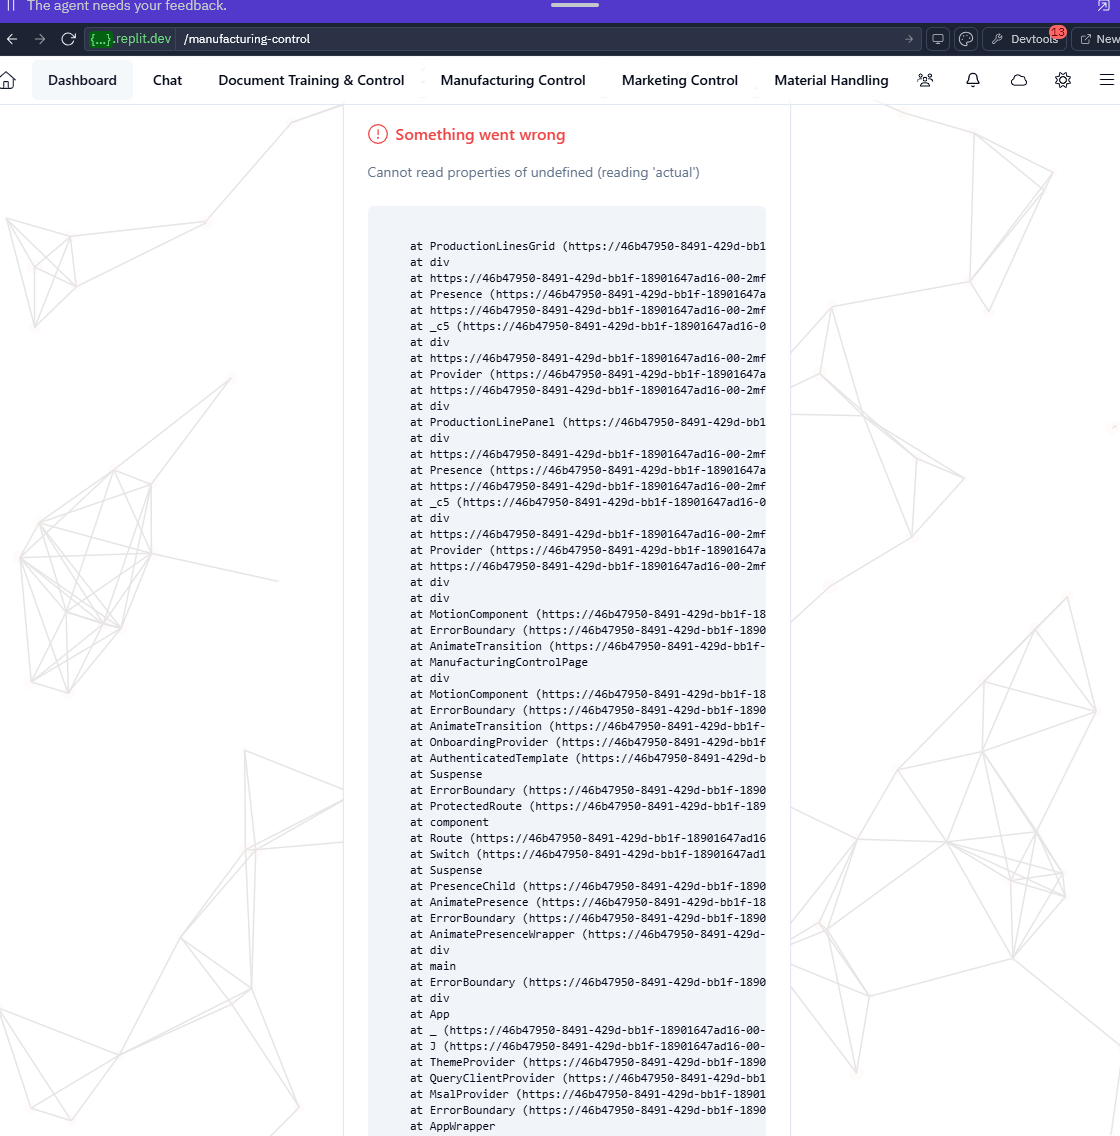 The agent needs your feedback.
{...}.replit.dev /manufacturing-control
Devtools 13 New
Dashboard Chat Document Training & Control Manufacturing Control Marketing Control Material Handling
Something went wrong
Cannot read properties of undefined (reading 'actual')
at ProductionLinesGrid (https://46b47950-8491-429d-bb1
at div
at https://46b47950-8491-429d-bb1f-18901647ad16-00-2mf
at Presence (https://46b47950-8491-429d-bb1f-18901647a
at https://46b47950-8491-429d-bb1f-18901647ad16-00-2mf
at _c5 (https://46b47950-8491-429d-bb1f-18901647ad16-0
at div
at https://46b47950-8491-429d-bb1f-18901647ad16-00-2mf
at Provider (https://46b47950-8491-429d-bb1f-18901647a
at https://46b47950-8491-429d-bb1f-18901647ad16-00-2mf
at div
at ProductionLinePanel (https://46b47950-8491-429d-bb1
at div
at https://46b47950-8491-429d-bb1f-18901647ad16-00-2mf
at Presence (https://46b47950-8491-429d-bb1f-18901647a
at https://46b47950-8491-429d-bb1f-18901647ad16-00-2mf
at _c5 (https://46b47950-8491-429d-bb1f-18901647ad16-0
at div
at https://46b47950-8491-429d-bb1f-18901647ad16-00-2mf
at Provider (https://46b47950-8491-429d-bb1f-18901647a
at https://46b47950-8491-429d-bb1f-18901647ad16-00-2mf
at div
at div
at MotionComponent (https://46b47950-8491-429d-bb1f-18
at ErrorBoundary (https://46b47950-8491-429d-bb1f-1890
at AnimateTransition (https://46b47950-8491-429d-bb1f-
at ManufacturingControlPage
at div
at MotionComponent (https://46b47950-8491-429d-bb1f-18
at ErrorBoundary (https://46b47950-8491-429d-bb1f-1890
at AnimateTransition (https://46b47950-8491-429d-bb1f-
at OnboardingProvider (https://46b47950-8491-429d-bb1f
at AuthenticatedTemplate (https://46b47950-8491-429d-b
at Suspense
at ErrorBoundary (https://46b47950-8491-429d-bb1f-1890
at ProtectedRoute (https://46b47950-8491-429d-bb1f-189
at component
at Route (https://46b47950-8491-429d-bb1f-18901647ad16
at Switch (https://46b47950-8491-429d-bb1f-18901647ad1
at Suspense
at PresenceChild (https://46b47950-8491-429d-bb1f-1890
at AnimatePresence (https://46b47950-8491-429d-bb1f-18
at ErrorBoundary (https://46b47950-8491-429d-bb1f-1890
at AnimatePresenceWrapper (https://46b47950-8491-429d-
at div
at main
at ErrorBoundary (https://46b47950-8491-429d-bb1f-1890
at div
at App
at _ (https://46b47950-8491-429d-bb1f-18901647ad16-00-
at J (https://46b47950-8491-429d-bb1f-18901647ad16-00-
at ThemeProvider (https://46b47950-8491-429d-bb1f-1890
at QueryClientProvider (https://46b47950-8491-429d-bb1
at MsalProvider (https://46b47950-8491-429d-bb1f-18901
at ErrorBoundary (https://46b47950-8491-429d-bb1f-1890
at AppWrapper